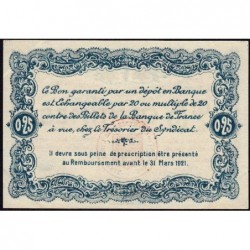 Ce Bon garanti par un dépôt en Banque
est Echangeable par 20 ou multiple de 20
contre des Billets de la Banque de France
à vue, chez le Trésorier du Syndicat.
0.25
0.25
Il devra sous peine de prescription être présenté
au Remboursement avant le 31 Mars 1921.